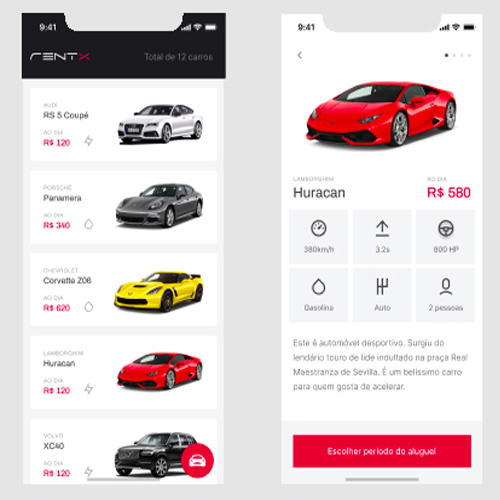 9:41
RENTX
Total de 12 carros
AUDI
RS 5 Coupé
AO DIA
R$ 120
PORSCHE
Panamera
AO DIA
R$ 340
CHEVROLET
Corvette Z06
AO DIA
R$ 620
LAMBORGHINI
Huracan
AO DIA
R$ 120
VOLVO
XC40
AO DIA
R$ 120
9:41
LAMBORGHINI
Huracan
AO DIA
R$ 580
380km/h
3.2s
800 HP
Gasolina
Auto
2 pessoas
Este é automóvel desportivo. Surgiu do
lendário touro de lide indultado na praça Real
Maestranza de Sevilla. É um belíssimo carro
para quem gosta de acelerar.
Escolher período do aluguel